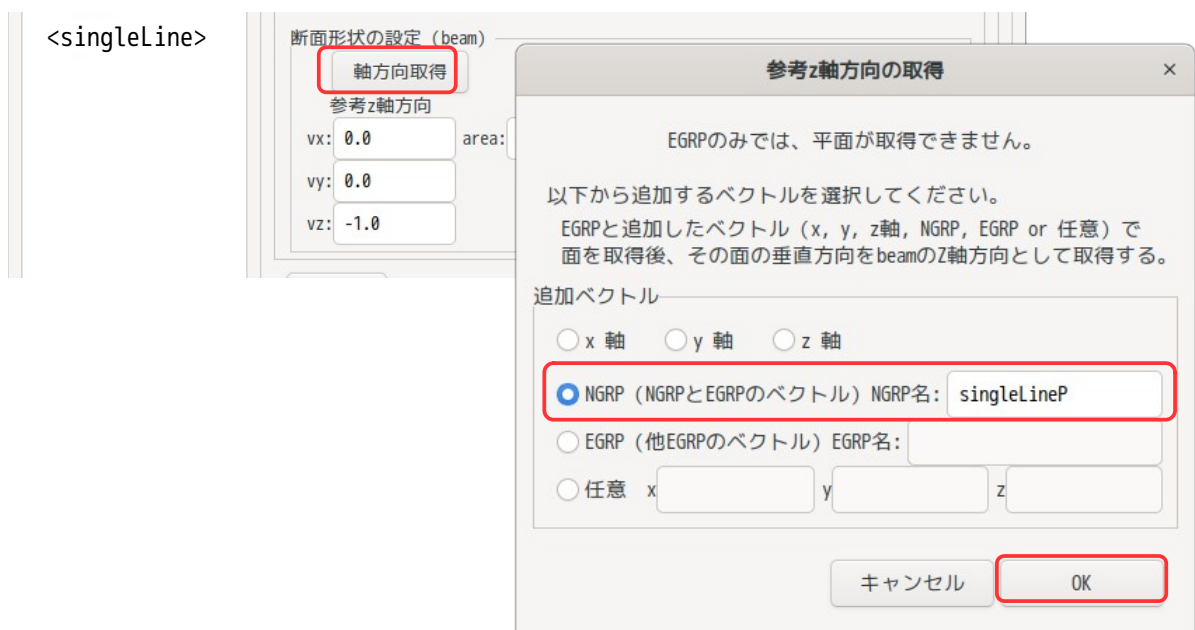 <singleLine>
断面形状の設定 (beam)
軸方向取得
参考z軸方向
vx: 0.0 area:
vy: 0.0
vz: -1.0
参考z軸方向の取得 ×
EGRPのみでは、平面が取得できません。
以下から追加するベクトルを選択してください。
EGRPと追加したベクトル (x, y, z軸, NGRP, EGRP or 任意) で
面を取得後、その面の垂直方向をbeamのZ軸方向として取得する。
追加ベクトル
x 軸 y 軸 z 軸
NGRP (NGRPとEGRPのベクトル) NGRP名: singleLineP
EGRP (他EGRPのベクトル) EGRP名:
任意 x y z
キャンセル OK